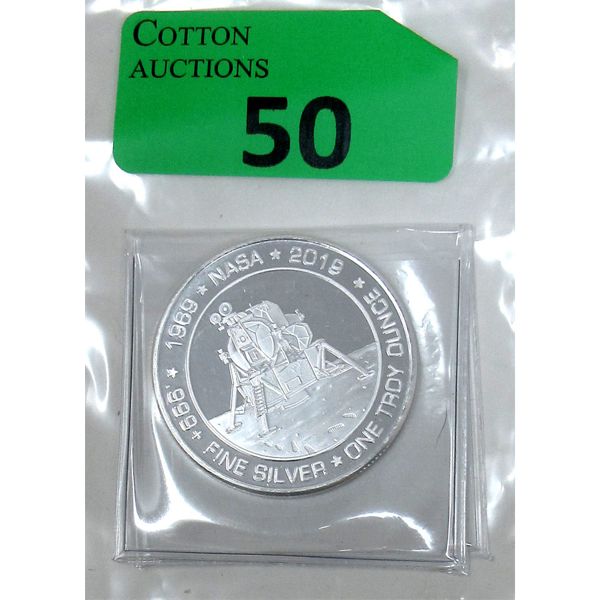 COTTON
AUCTIONS
50
1969 ★ NASA ★ 2019 ★ ONE TROY OUNCE ★ FINE SILVER ★ .999+